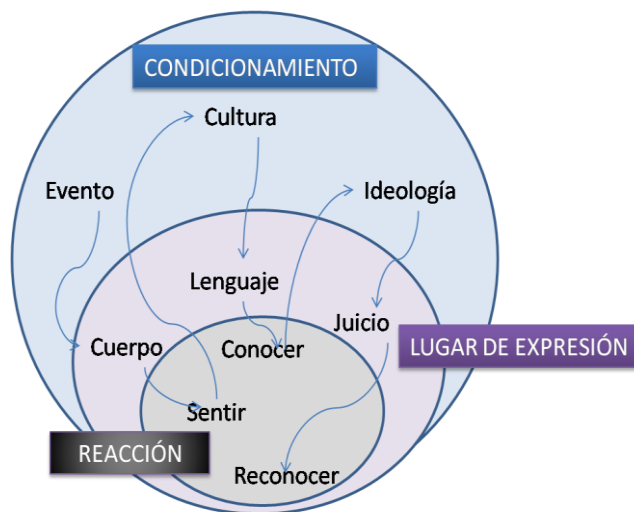 CONDICIONAMIENTO
Cultura
Evento
Ideología
Lenguaje
Juicio
Cuerpo
Conocer
LUGAR DE EXPRESIÓN
Sentir
REACCIÓN
Reconocer